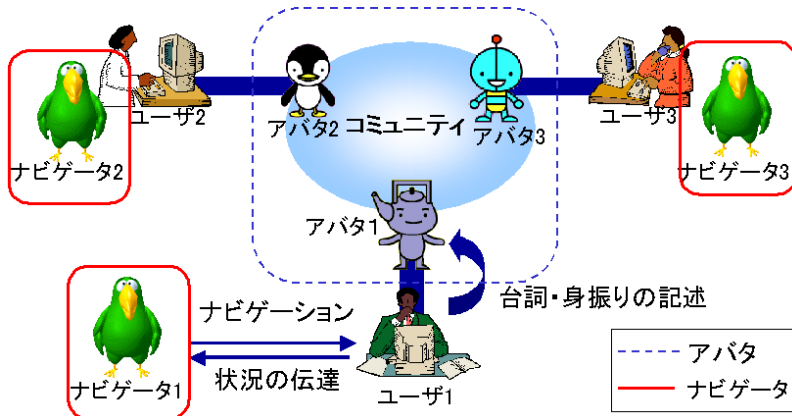 ユーザ2
アバタ2
コミュニティ
アバタ3
ユーザ3
ナビゲータ2
ナビゲータ3
アバタ1
ナビゲーション
台詞・身振りの記述
状況の伝達
ナビゲータ1
ユーザ1
アバタ
ナビゲータ